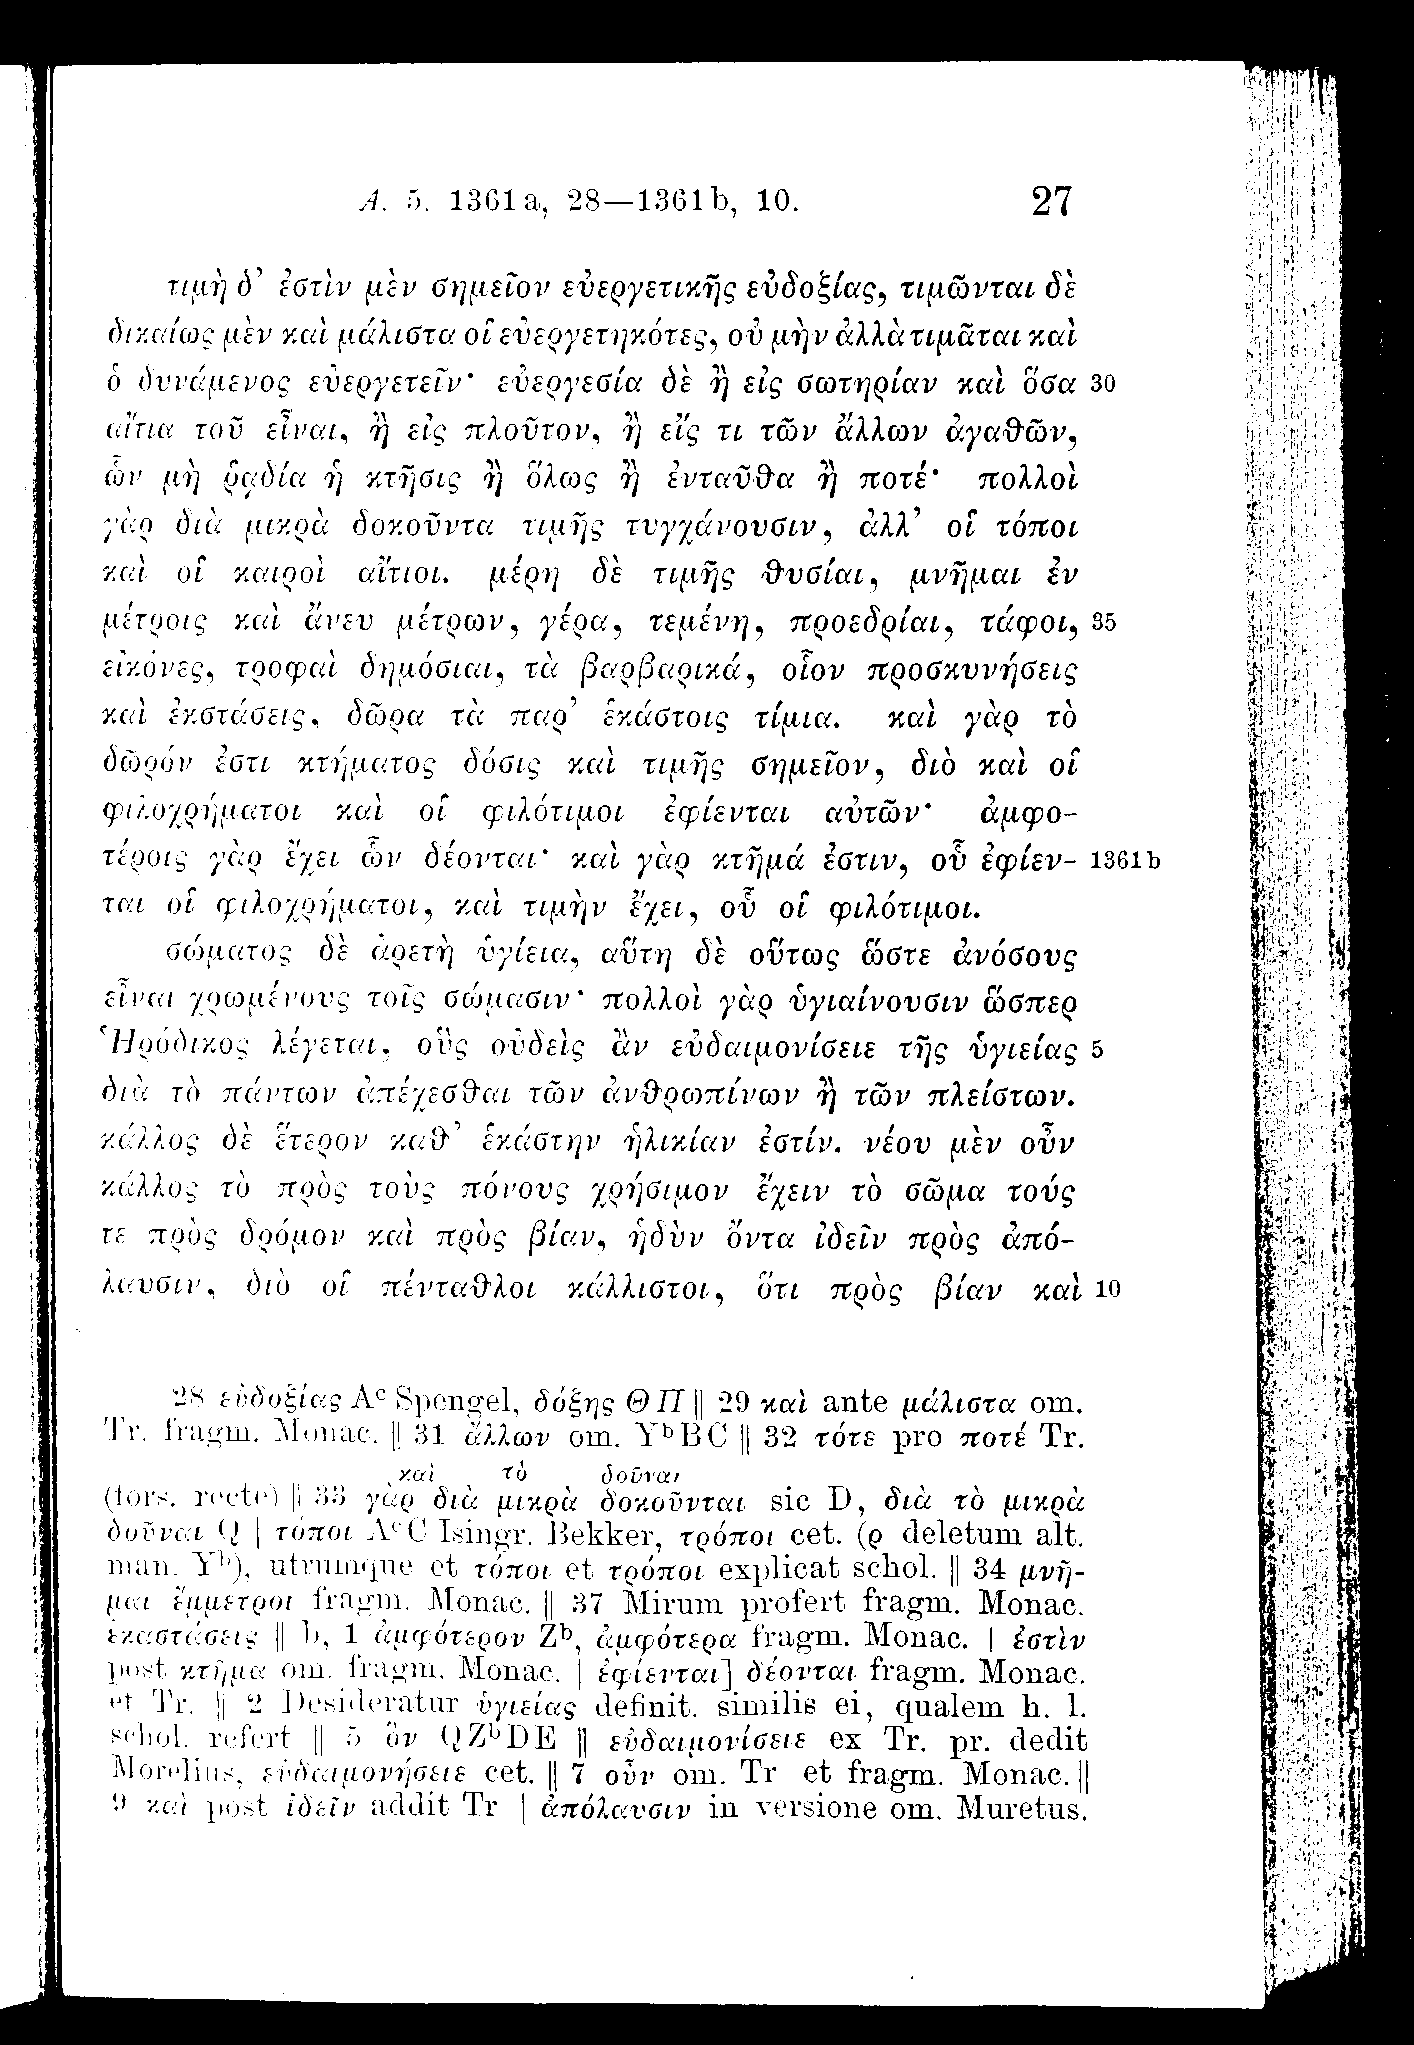 Α. 5. 1361a, 28—1361b, 10. 27
τιμὴ δ’ ἐστὶν μὲν σημεῖον εὐεργετικῆς εὐδοξίας, τιμῶνται δὲ
δικαίως μὲν καὶ μάλιστα οἱ εὐεργετηκότες, οὐ μὴν ἀλλὰ τιμᾶται καὶ
ὁ δυνάμενος εὐεργετεῖν· εὐεργεσία δὲ ἢ εἰς σωτηρίαν καὶ ὅσα 30
αἴτια τοῦ εἶναι, ἢ εἰς πλοῦτον, ἢ εἴς τι τῶν ἄλλων ἀγαθῶν,
ὧν μὴ ῥᾳδία ἡ κτῆσις ἢ ὅλως ἢ ἐνταῦθα ἢ ποτέ· πολλοὶ
γὰρ διὰ μικρὰ δοκοῦντα τιμῆς τυγχάνουσιν, ἀλλ’ οἱ τόποι
καὶ οἱ καιροὶ αἴτιοι. μέρη δὲ τιμῆς θυσίαι, μνῆμαι ἐν
μέτροις καὶ ἄνευ μέτρων, γέρα, τεμένη, προεδρίαι, τάφοι, 35
εἰκόνες, τροφαὶ δημόσιαι, τὰ βαρβαρικά, οἷον προσκυνήσεις
καὶ ἐκστάσεις, δῶρα τὰ παρ’ ἑκάστοις τίμια. καὶ γὰρ τὸ
δῶρόν ἐστι κτήματος δόσις καὶ τιμῆς σημεῖον, διὸ καὶ οἱ
φιλοχρήματοι καὶ οἱ φιλότιμοι ἐφίενται αὐτῶν· ἀμφο-
τέροις γὰρ ἔχει ὧν δέονται· καὶ γὰρ κτῆμά ἐστιν, οὗ ἐφίεν- 1361b
ται οἱ φιλοχρήματοι, καὶ τιμὴν ἔχει, οὗ οἱ φιλότιμοι.
σώματος δὲ ἀρετὴ ὑγίεια, αὕτη δὲ οὕτως ὥστε ἀνόσους
εἶναι χρωμένους τοῖς σώμασιν· πολλοὶ γὰρ ὑγιαίνουσιν ὥσπερ
Ἡρόδικος λέγεται, οὓς οὐδεὶς ἂν εὐδαιμονίσειε τῆς ὑγιείας 5
διὰ τὸ πάντων ἀπέχεσθαι τῶν ἀνθρωπίνων ἢ τῶν πλείστων.
κάλλος δὲ ἕτερον καθ’ ἑκάστην ἡλικίαν ἐστίν. νέου μὲν οὖν
κάλλος τὸ πρὸς τοὺς πόνους χρήσιμον ἔχειν τὸ σῶμα τούς
τε πρὸς δρόμον καὶ πρὸς βίαν, ἡδὺν ὄντα ἰδεῖν πρὸς ἀπό-
λαυσιν, διὸ οἱ πένταθλοι κάλλιστοι, ὅτι πρὸς βίαν καὶ 10
28 εὐδοξίας Aᶜ Spengel, δόξης Θ Π || 29 καὶ ante μάλιστα om.
Tr. fragm. Monac. || 31 ἄλλων om. YᵇBC || 32 τότε pro ποτέ Tr.
καὶ τὸ δοῦναι
(fors. recte) || 33 γὰρ διὰ μικρὰ δοκοῦνται sic D, διὰ τὸ μικρὰ
δοῦναι Q | τόποι AᶜC Isingr. Bekker, τρόποι cet. (ρ deletum alt.
man. Yᵇ), utrumque et τόποι et τρόποι explicat schol. || 34 μνῆ-
μαι ἔμμετροι fragm. Monac. || 37 Mirum profert fragm. Monac.
ἑκαστάσεις || b, 1 ἀμφότερον Zᵇ, ἀμφότερα fragm. Monac. | ἐστὶν
post κτῆμα om. fragm. Monac. | ἐφίενται] δέονται fragm. Monac.
et Tr. || 2 Desideratur ὑγιείας definit. similis ei, qualem h. l.
schol. refert || 5 ὃν QZᵇDE || εὐδαιμονίσειε ex Tr. pr. dedit
Morelius, εὐδαιμονήσειε cet. || 7 οὖν om. Tr et fragm. Monac. ||
9 καὶ post ἰδεῖν addit Tr | ἀπόλαυσιν in versione om. Muretus.